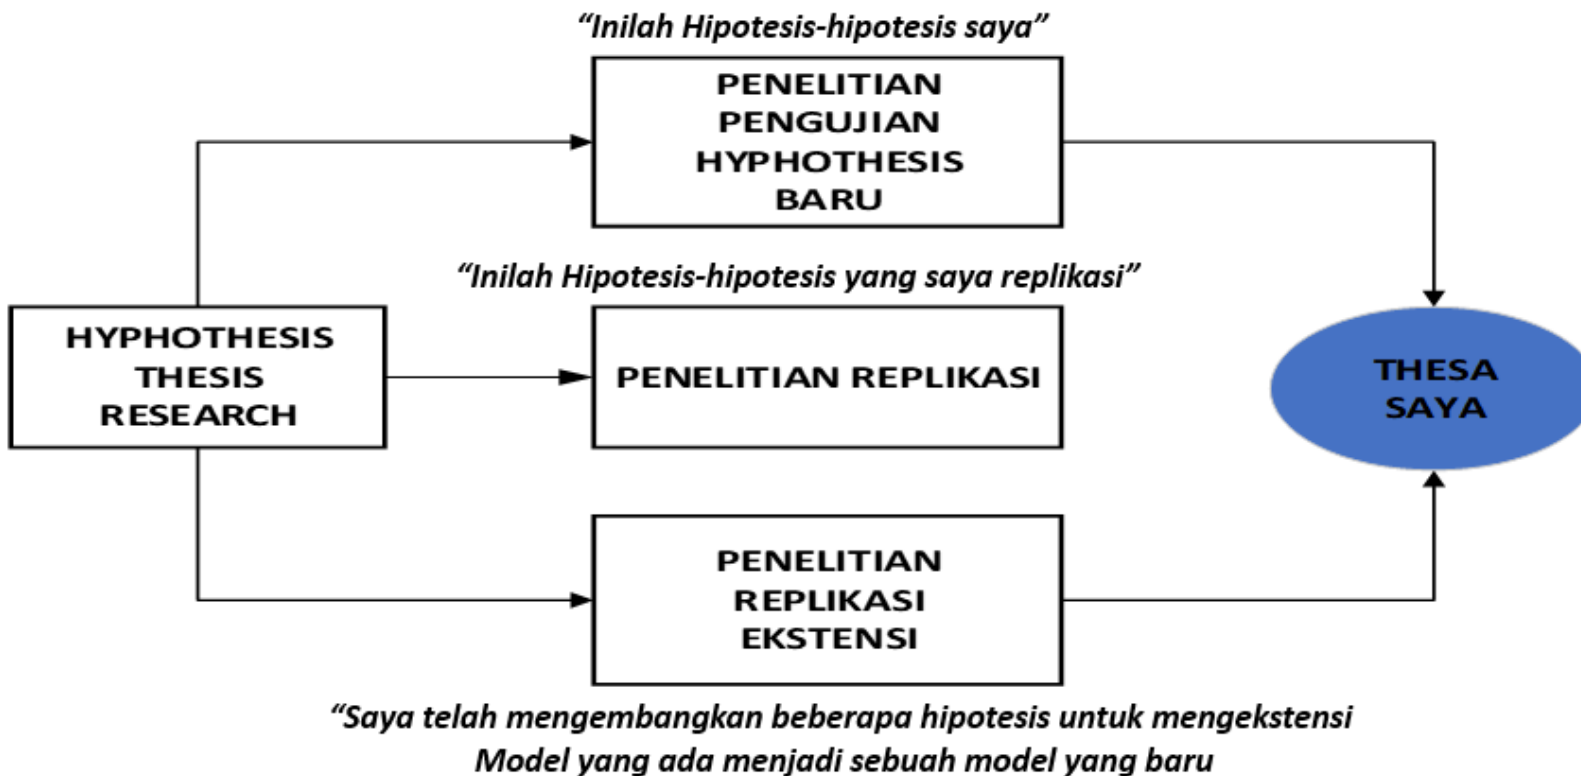 “Inilah Hipotesis-hipotesis saya”
PENELITIAN
PENGUJIAN
HYPHOTHESIS
BARU
“Inilah Hipotesis-hipotesis yang saya replikasi”
HYPHOTHESIS
THESIS
RESEARCH
PENELITIAN REPLIKASI
THESA
SAYA
PENELITIAN
REPLIKASI
EKSTENSI
“Saya telah mengembangkan beberapa hipotesis untuk mengekstensi
Model yang ada menjadi sebuah model yang baru